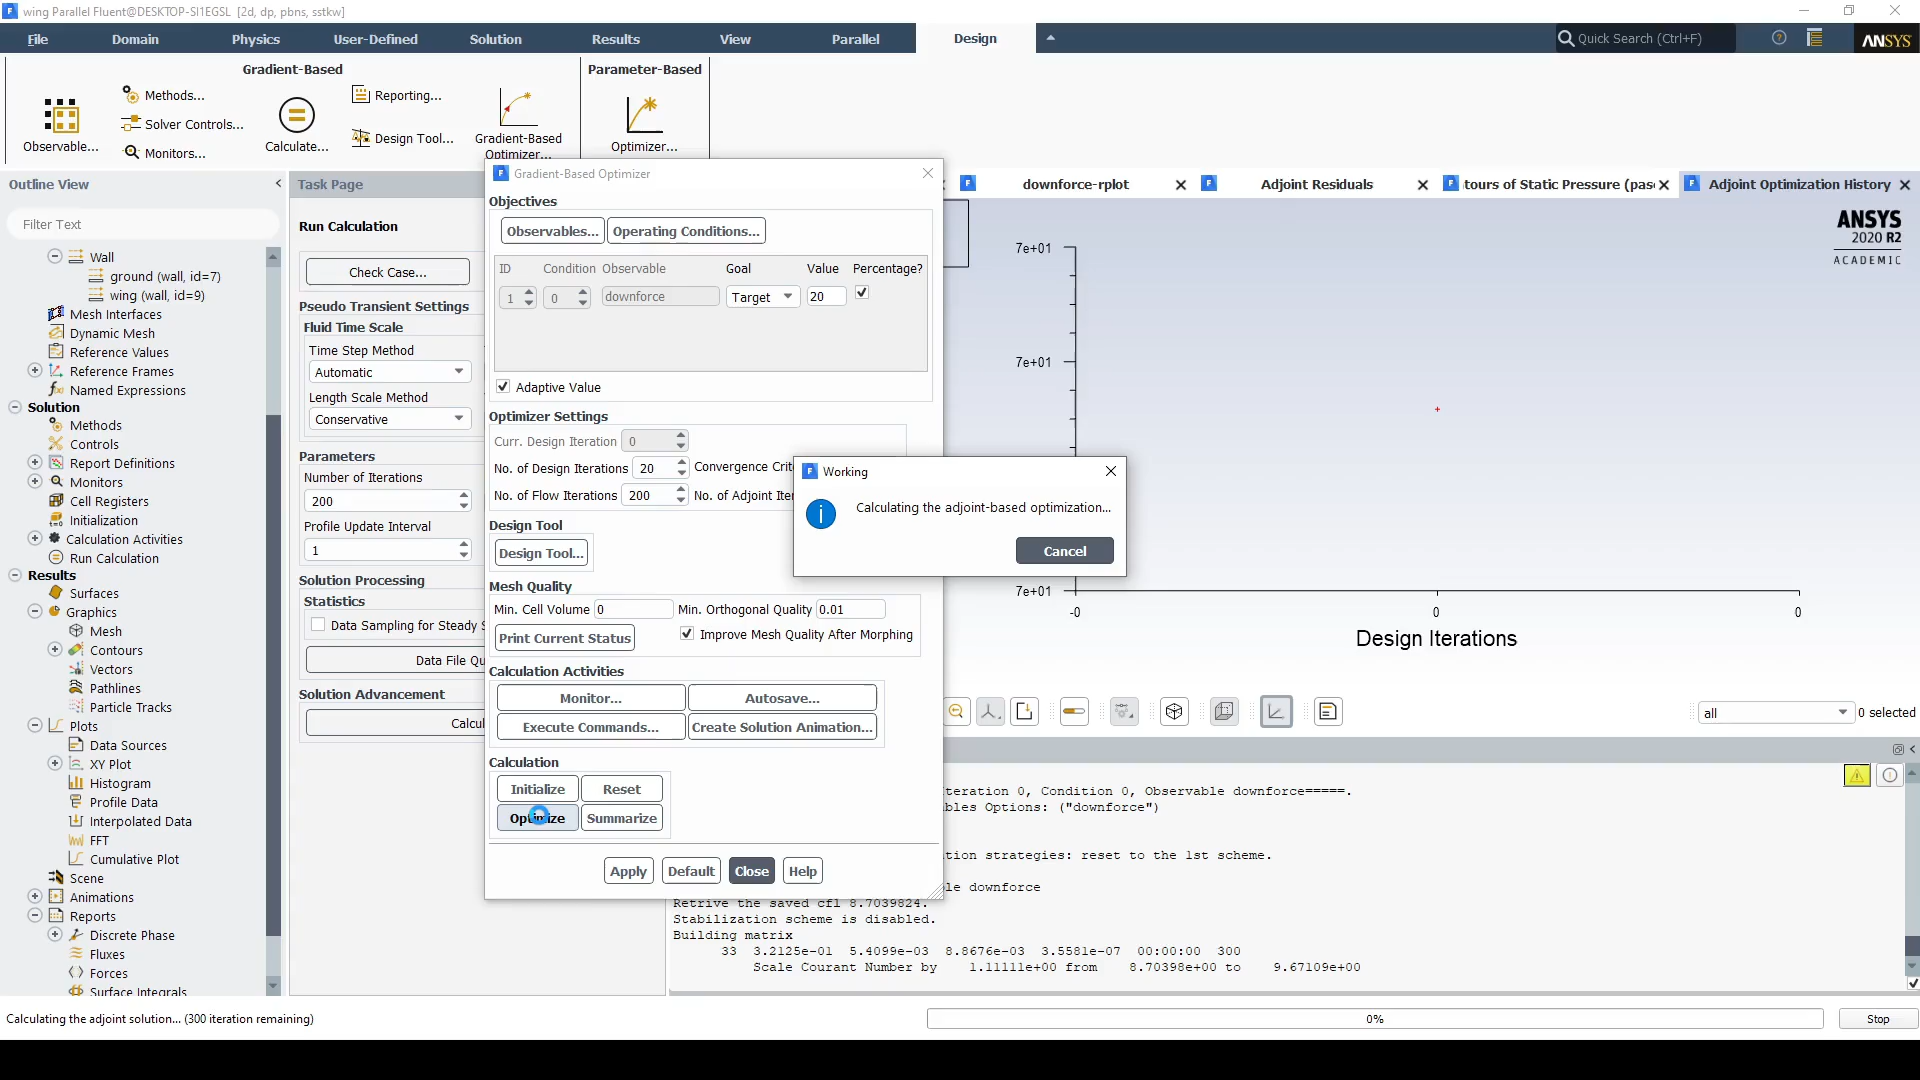 wing Parallel Fluent@DESKTOP-SI1EGSL [2d, dp, pbns, sstkw]
File Domain Physics User-Defined Solution Results View Parallel Design
Quick Search (Ctrl+F)
ANSYS
Gradient-Based
Parameter-Based
Observable...
Methods...
Solver Controls...
Monitors...
Calculate...
Reporting...
Design Tool...
Gradient-Based
Optimizer...
Optimizer...
Outline View
Filter Text
Wall
ground (wall, id=7)
wing (wall, id=9)
Mesh Interfaces
Dynamic Mesh
Reference Values
Reference Frames
Named Expressions
Solution
Methods
Controls
Report Definitions
Monitors
Cell Registers
Initialization
Calculation Activities
Run Calculation
Results
Surfaces
Graphics
Mesh
Contours
Vectors
Pathlines
Particle Tracks
Plots
Data Sources
XY Plot
Histogram
Profile Data
Interpolated Data
FFT
Cumulative Plot
Scene
Animations
Reports
Discrete Phase
Fluxes
Forces
Surface Integrals
Task Page
Run Calculation
Check Case...
Pseudo Transient Settings
Fluid Time Scale
Time Step Method
Automatic
Length Scale Method
Conservative
Parameters
Number of Iterations
200
Profile Update Interval
1
Solution Processing
Statistics
Data Sampling for Steady S
Data File Qu
Solution Advancement
Calcul
Gradient-Based Optimizer
Objectives
Observables... Operating Conditions...
ID Condition Observable Goal Value Percentage?
1 0 downforce Target 20
Adaptive Value
Optimizer Settings
Curr. Design Iteration 0
No. of Design Iterations 20 Convergence Crite
No. of Flow Iterations 200 No. of Adjoint Iter
Design Tool
Design Tool...
Mesh Quality
Min. Cell Volume 0 Min. Orthogonal Quality 0.01
Print Current Status Improve Mesh Quality After Morphing
Calculation Activities
Monitor... Autosave...
Execute Commands... Create Solution Animation...
Calculation
Initialize Reset
Optimize Summarize
Apply Default Close Help
Working
Calculating the adjoint-based optimization...
Cancel
downforce-rplot Adjoint Residuals tours of Static Pressure (pasc Adjoint Optimization History
ANSYS
2020 R2
ACADEMIC
7e+01
7e+01
7e+01
-0 0 0
Design Iterations
all 0 selected
teration 0, Condition 0, Observable downforce=====.
bles Options: ("downforce")
tion strategies: reset to the 1st scheme.
le downforce
Retrive the saved cfl 8.7039824.
Stabilization scheme is disabled.
Building matrix
33 3.2125e-01 5.4099e-03 8.8676e-03 3.5581e-07 00:00:00 300
Scale Courant Number by 1.11111e+00 from 8.70398e+00 to 9.67109e+00
Calculating the adjoint solution... (300 iteration remaining)
0%
Stop